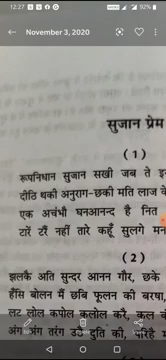 12:27
November 3, 2020
सुजान प्रेम
(1)
रूपनिधान सुजान सखी जब ते
दीठि थकी अनुराग-छकी मति लाज के
एक अचंभी घनआनन्द है नित
टारें टरैं नहीं तारे कहूँ सुलगे मन
(2)
झलकै अति सुन्दर आनन गौर, छके
हँसि बोलन मैं छबि फूलन की बरषा,
लट लोल कपोल कलोल करै, कल
अंग-अंग तरंग उठै दुति की, परिहै